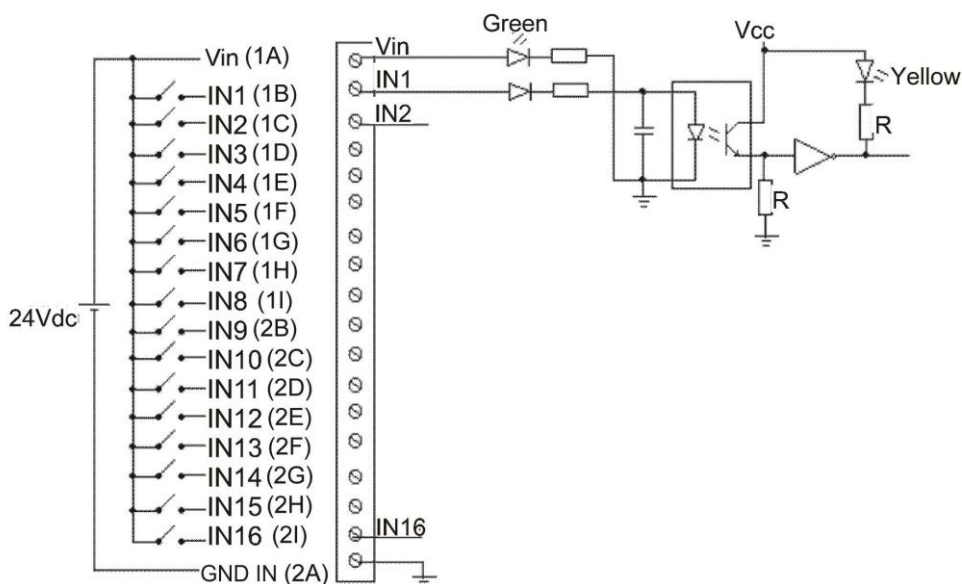 Green
Vcc
Vin (1A)
Vin
IN1 (1B)
IN1
Yellow
IN2 (1C)
IN2
R
IN3 (1D)
IN4 (1E)
IN5 (1F)
R
IN6 (1G)
IN7 (1H)
IN8 (1I)
24Vdc
IN9 (2B)
IN10 (2C)
IN11 (2D)
IN12 (2E)
IN13 (2F)
IN14 (2G)
IN15 (2H)
IN16 (2I)
IN16
GND IN (2A)